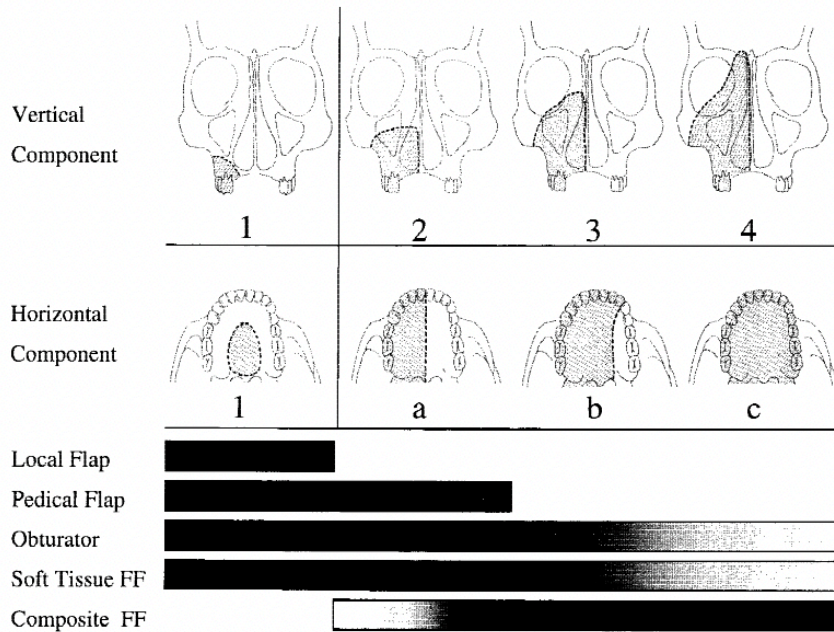 Vertical
Component
1 2 3 4
Horizontal
Component
1 a b c
Local Flap
Pedical Flap
Obturator
Soft Tissue FF
Composite FF